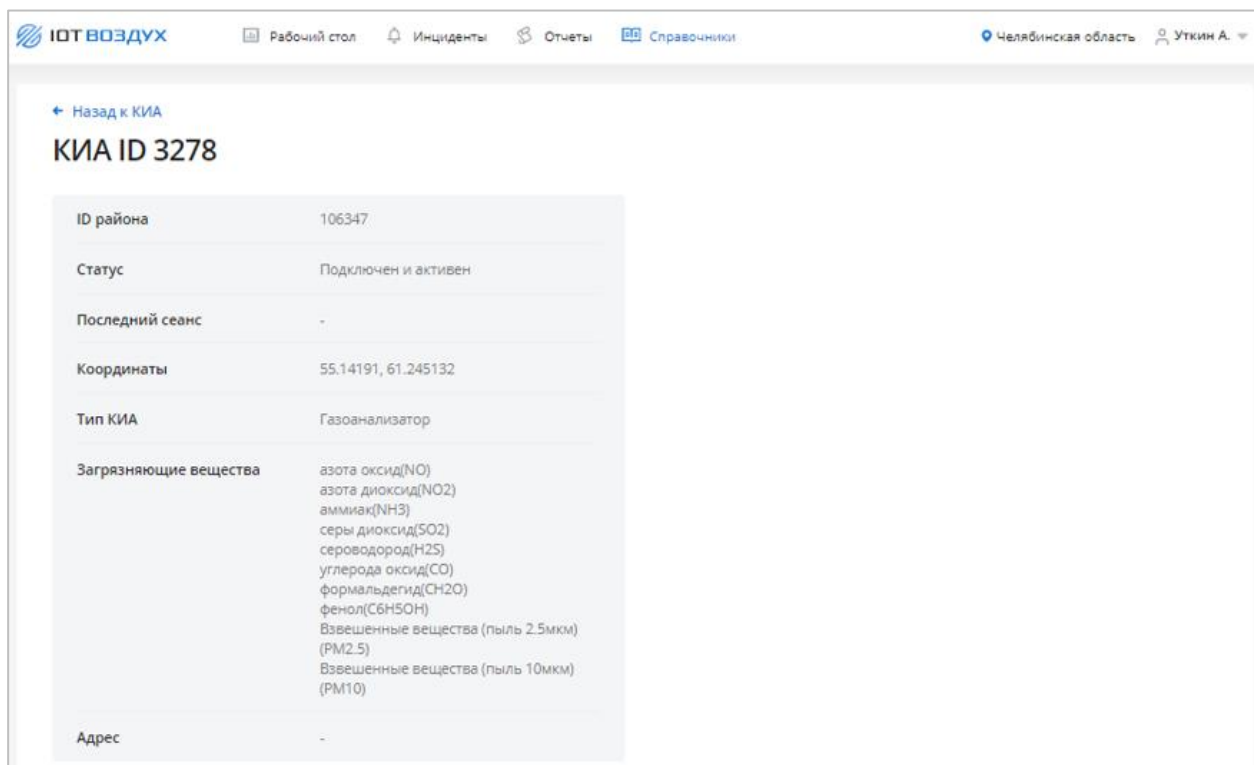 IOT ВОЗДУХ Рабочий стол Инциденты Отчеты Справочники Челябинская область Уткин А.
← Назад к КИА
КИА ID 3278
ID района 106347
Статус Подключен и активен
Последний сеанс -
Координаты 55.14191, 61.245132
Тип КИА Газоанализатор
Загрязняющие вещества азота оксид(NO)
азота диоксид(NO2)
аммиак(NH3)
серы диоксид(SO2)
сероводород(H2S)
углерода оксид(CO)
формальдегид(CH2O)
фенол(C6H5OH)
Взвешенные вещества (пыль 2.5мкм)
(PM2.5)
Взвешенные вещества (пыль 10мкм)
(PM10)
Адрес -